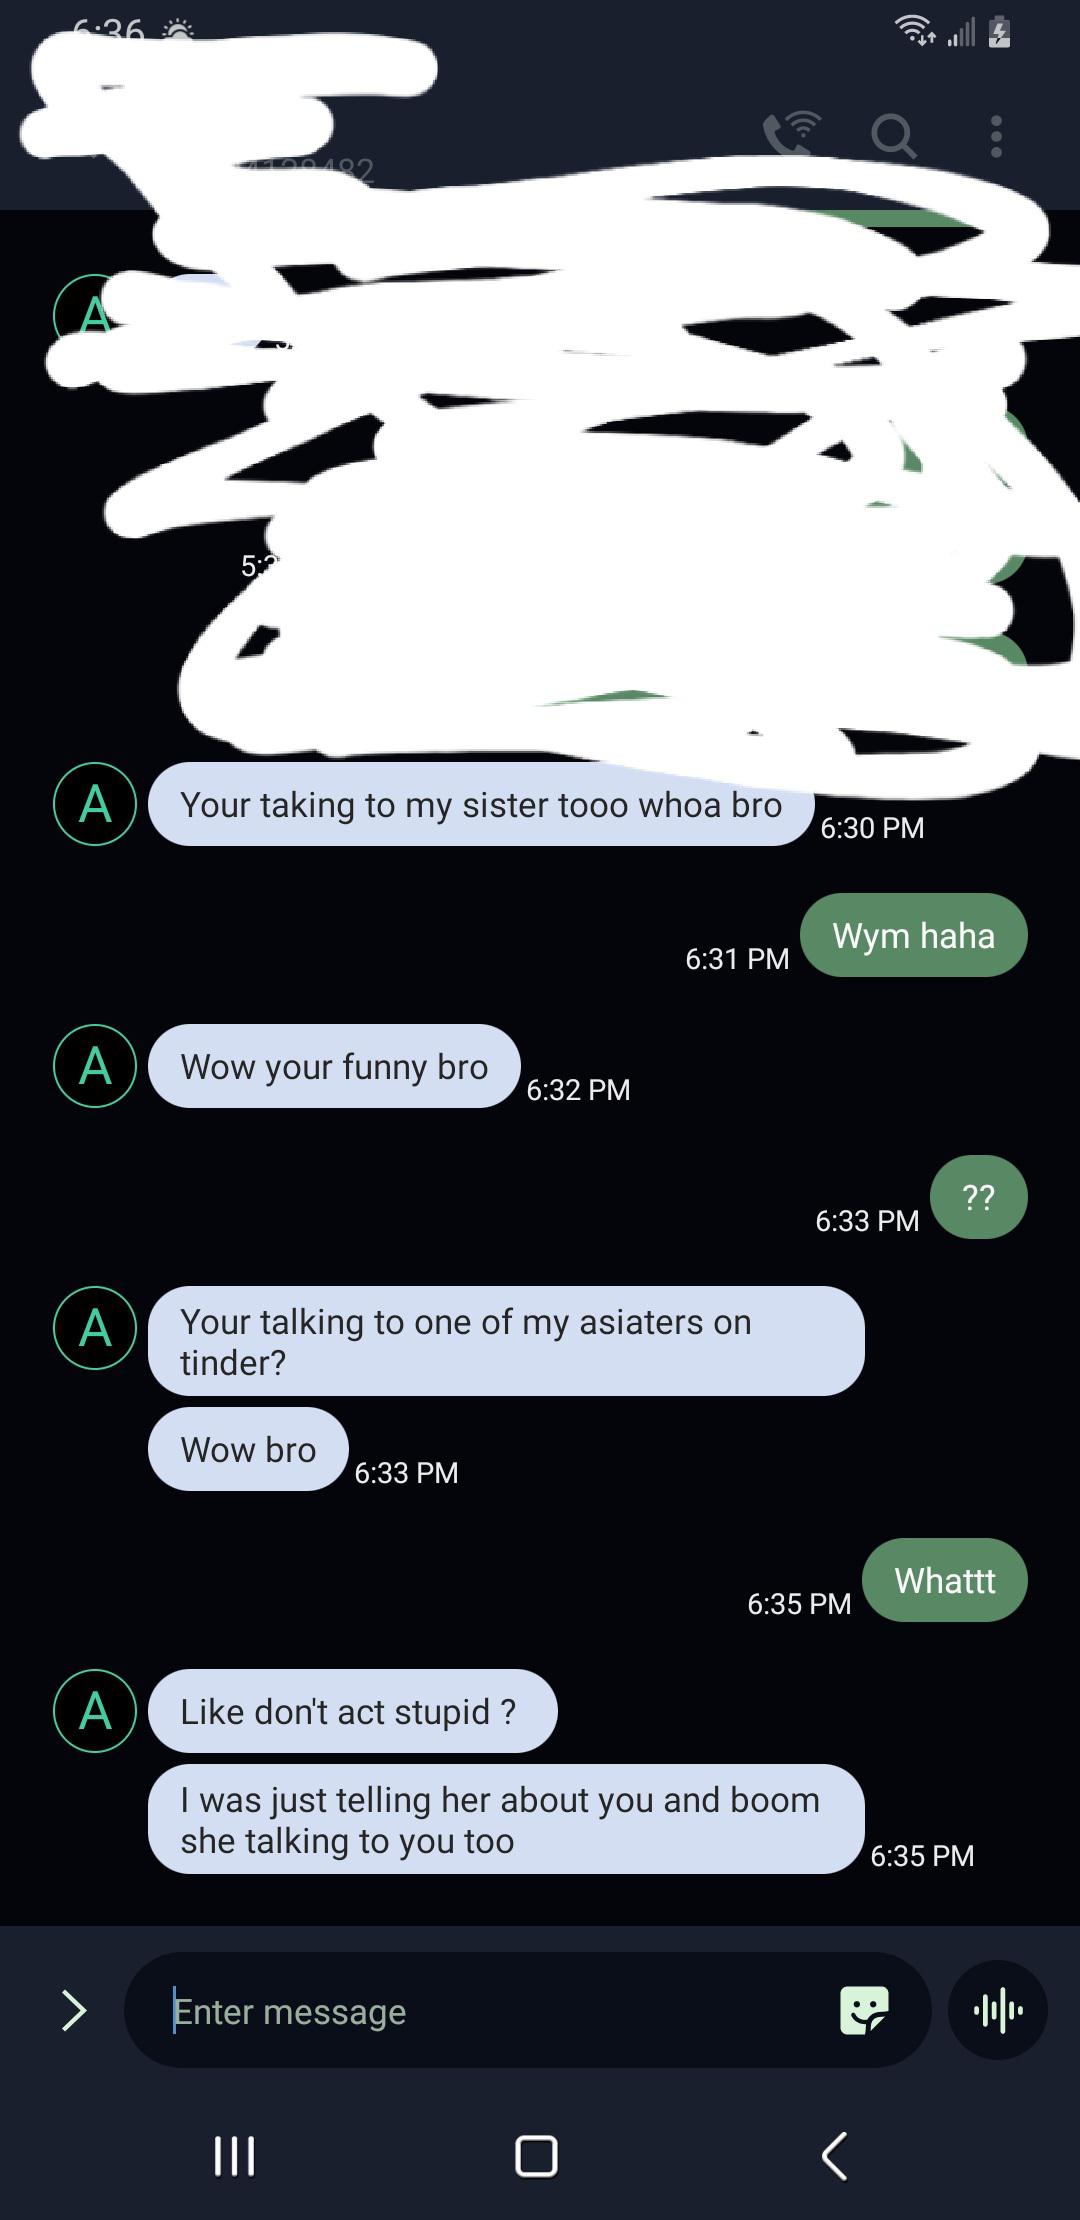 6:36
A
A
Your taking to my sister tooo whoa bro
6:30 PM
Wym haha
6:31 PM
A
Wow your funny bro
6:32 PM
??
6:33 PM
A
Your talking to one of my asiaters on
tinder?
Wow bro
6:33 PM
Whattt
6:35 PM
A
Like don't act stupid ?
I was just telling her about you and boom
she talking to you too
6:35 PM
Enter message